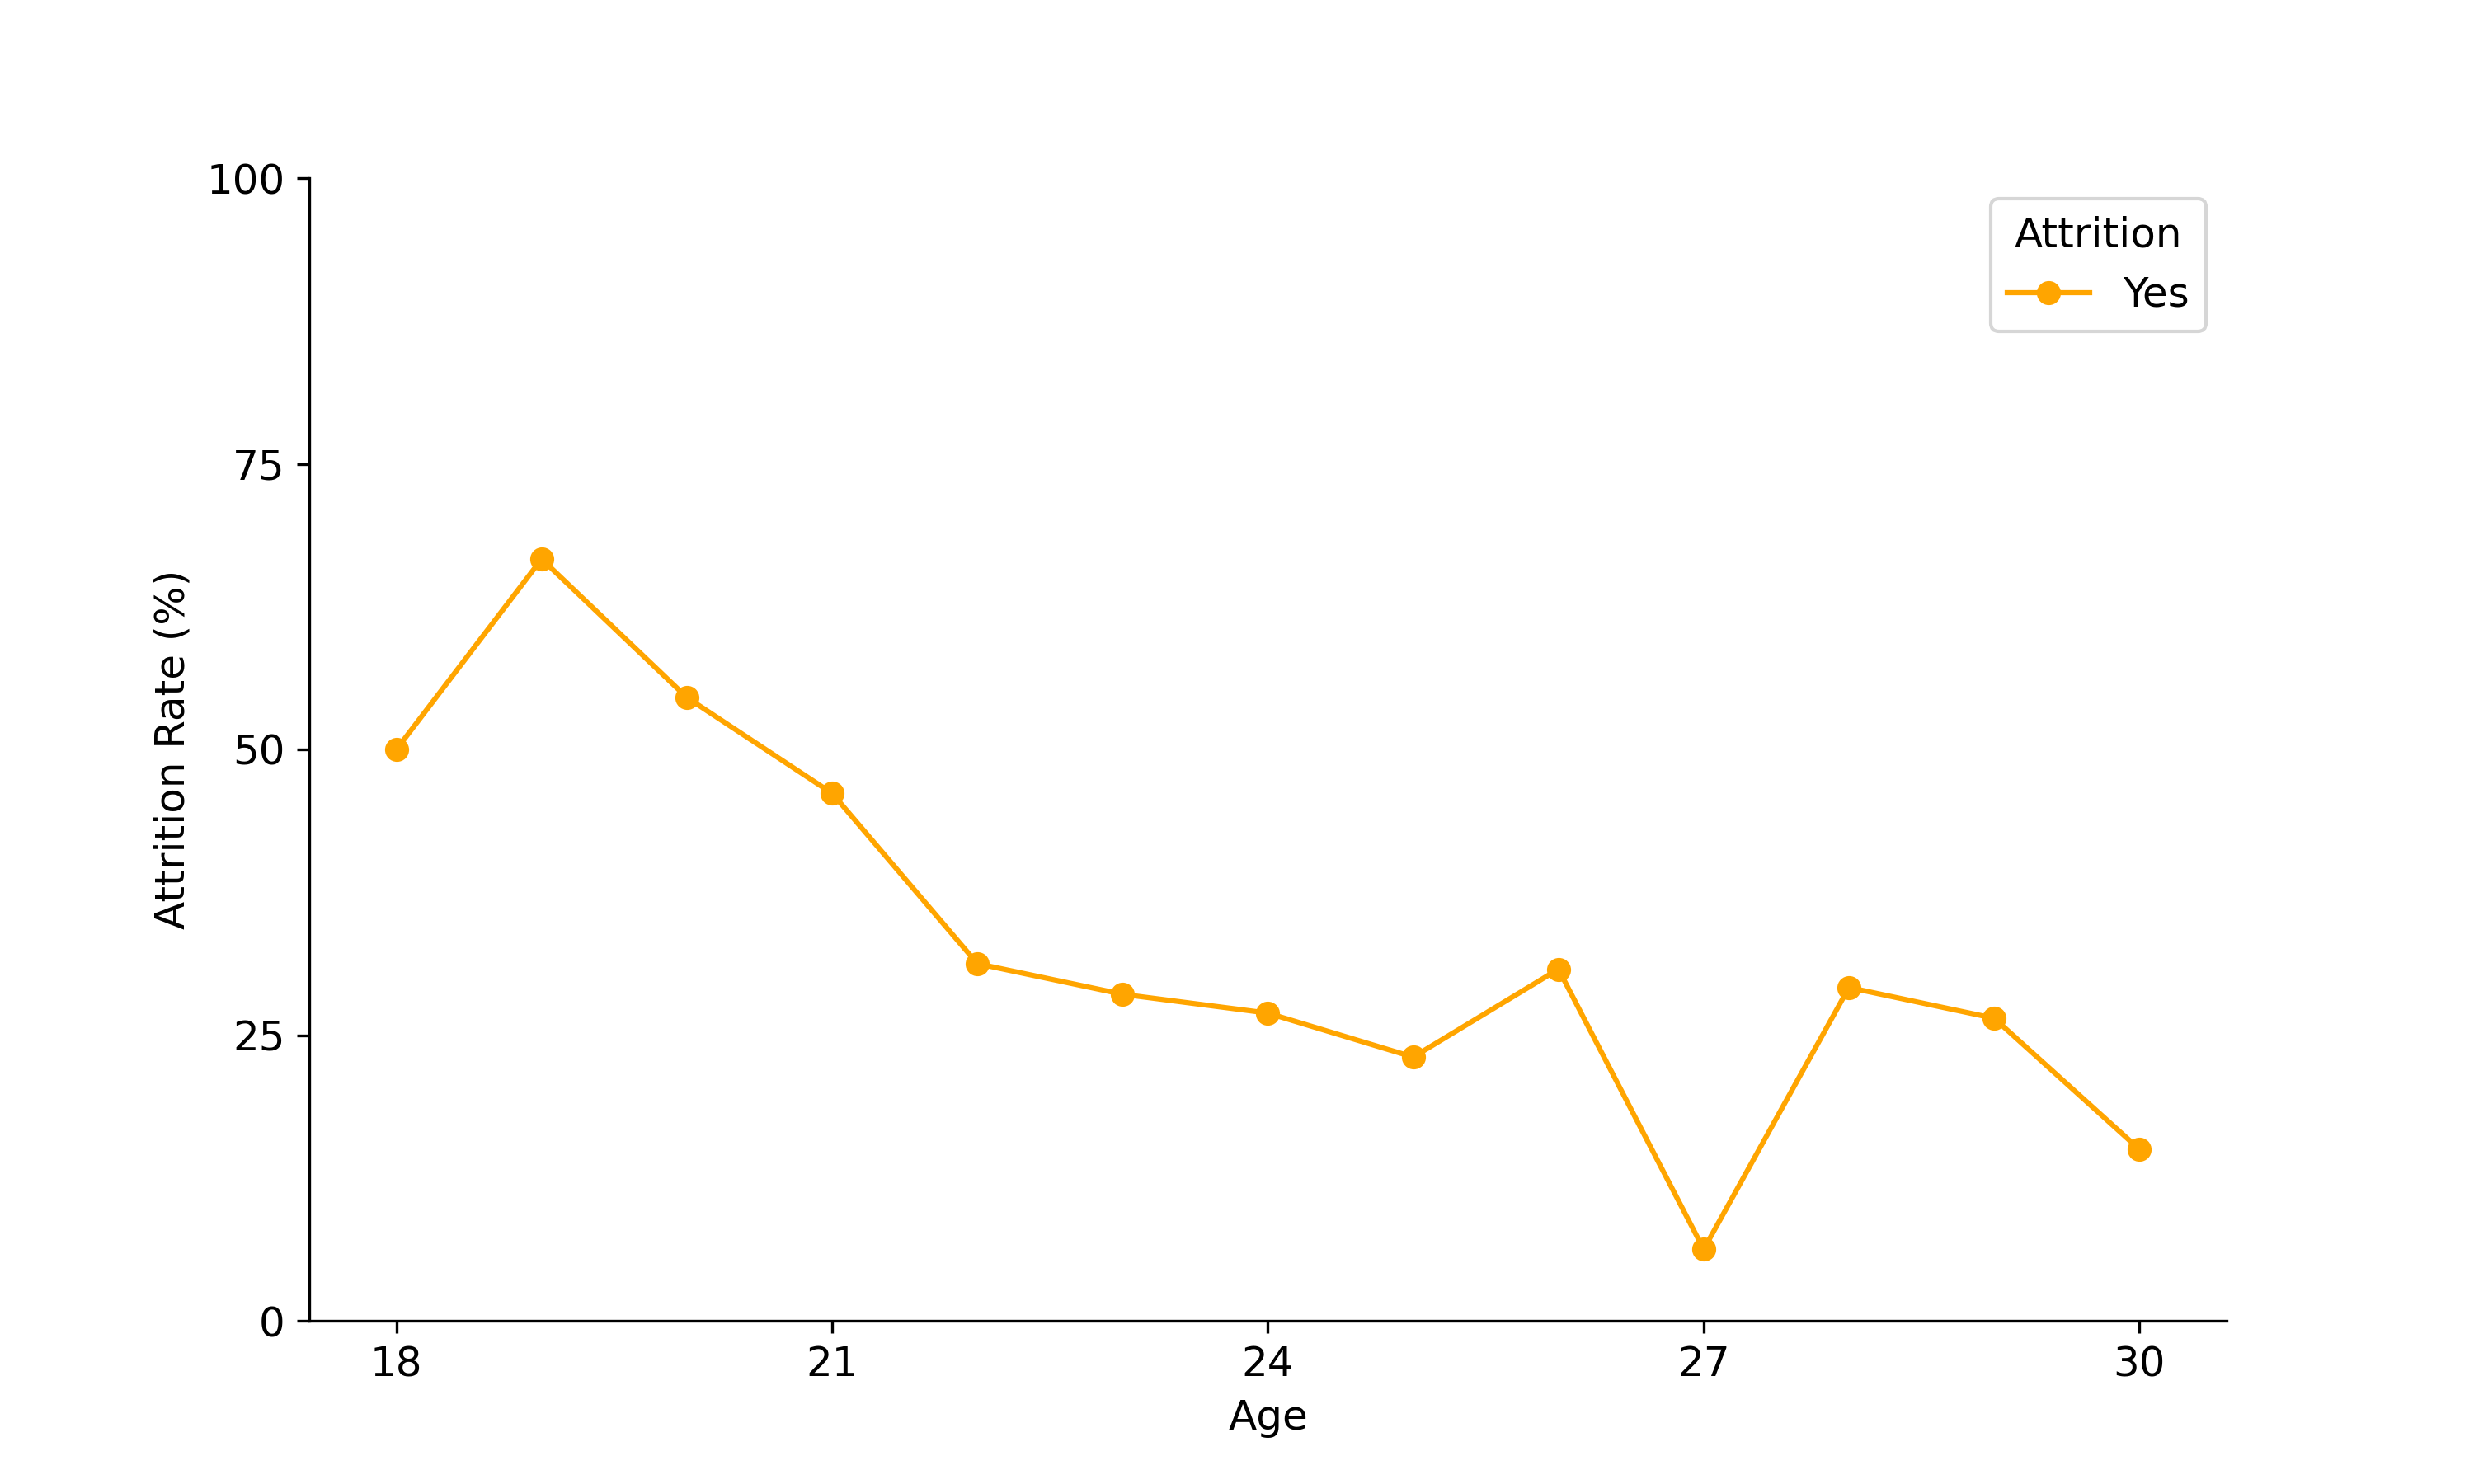 100
75
50
25
0
Attrition Rate (%)
Attrition
Yes
18 21 24 27 30
Age